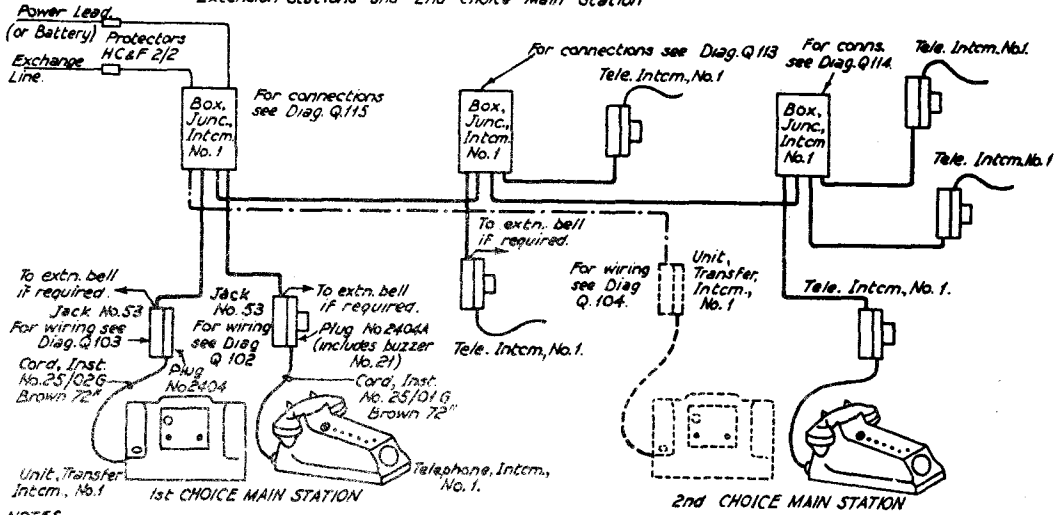 Extension Stations and 2nd Choice Main Station
Power Lead.
(or Battery)
Protectors
HC & F 2/2
Exchange
Line.
Box,
Junc.,
Intcm.
No. 1
For connections
see Diag. Q.115
For connections see Diag. Q 113
Box,
Junc.,
Intcm
No. 1
Tele. Intcm., No. 1
For conns.
see Diag. Q 114.
Box,
Junc.,
Intcm
No. 1
Tele. Intcm. No. 1.
Tele. Intcm. No. 1
To extn. bell
if required.
Jack No. 53
For wiring see
Diag. Q 103
Cord, Inst.
No. 25/02 G
Brown 72"
Plug
No 2404
Jack
No. 53
For wiring
see Diag
Q 102
To extn. bell
if required.
Plug No 2404A
(includes buzzer
No. 21)
Cord, Inst.
No. 25/01 G
Brown 72"
To extn. bell
if required.
Tele. Intcm, No. 1.
For wiring
see Diag
Q. 104.
Unit,
Transfer,
Intcm.,
No. 1
Tele. Intcm, No. 1.
Unit, Transfer
Intcm., No. 1
1st CHOICE MAIN STATION
Telephone, Intcm.,
No. 1.
2nd CHOICE MAIN STATION
NOTES